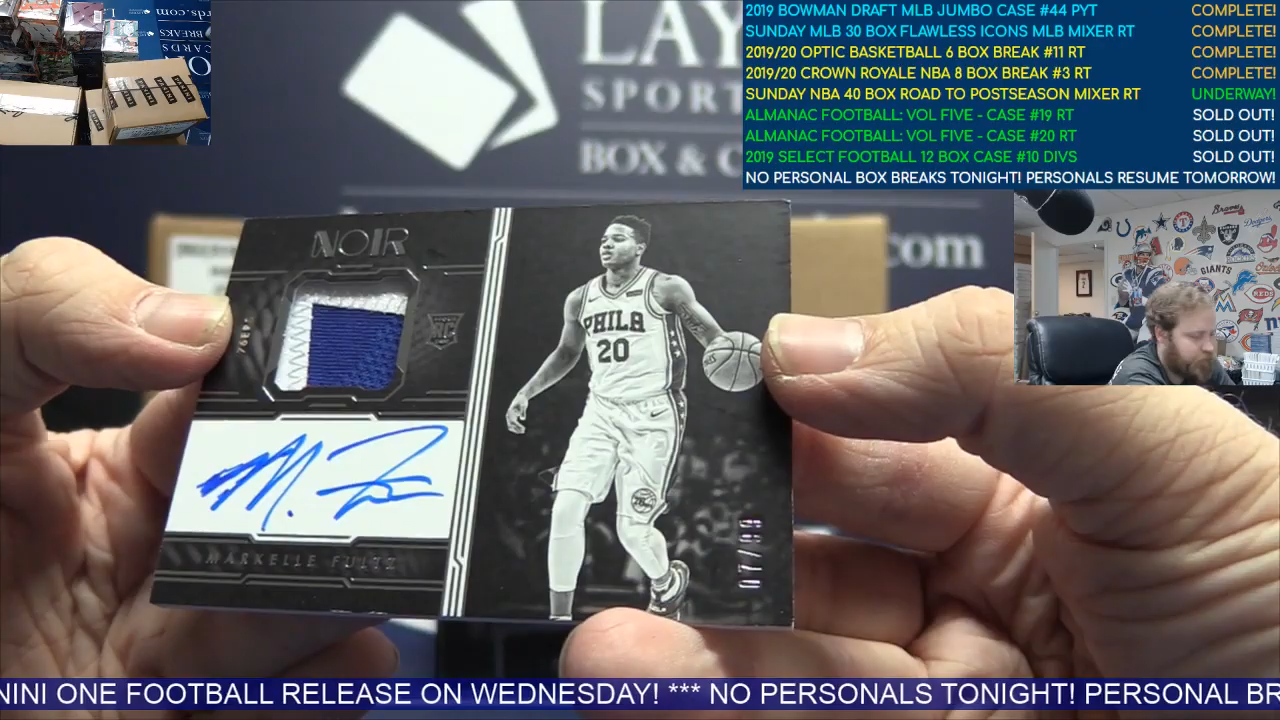 2019 BOWMAN DRAFT MLB JUMBO CASE #44 PYT COMPLETE!
SUNDAY MLB 30 BOX FLAWLESS ICONS MLB MIXER RT COMPLETE!
2019/20 OPTIC BASKETBALL 6 BOX BREAK #11 RT COMPLETE!
2019/20 CROWN ROYALE NBA 8 BOX BREAK #3 RT COMPLETE!
SUNDAY NBA 40 BOX ROAD TO POSTSEASON MIXER RT UNDERWAY!
ALMANAC FOOTBALL: VOL FIVE - CASE #19 RT SOLD OUT!
ALMANAC FOOTBALL: VOL FIVE - CASE #20 RT SOLD OUT!
2019 SELECT FOOTBALL 12 BOX CASE #10 DIVS SOLD OUT!
NO PERSONAL BOX BREAKS TONIGHT! PERSONALS RESUME TOMORROW!
LAY
SPORT
BOX & C
com
NOIR
RC
PHILA
20
M.
MARKELLE FULTZ
07/99
GIANTS
REDS
NINI ONE FOOTBALL RELEASE ON WEDNESDAY! *** NO PERSONALS TONIGHT! PERSONAL BR